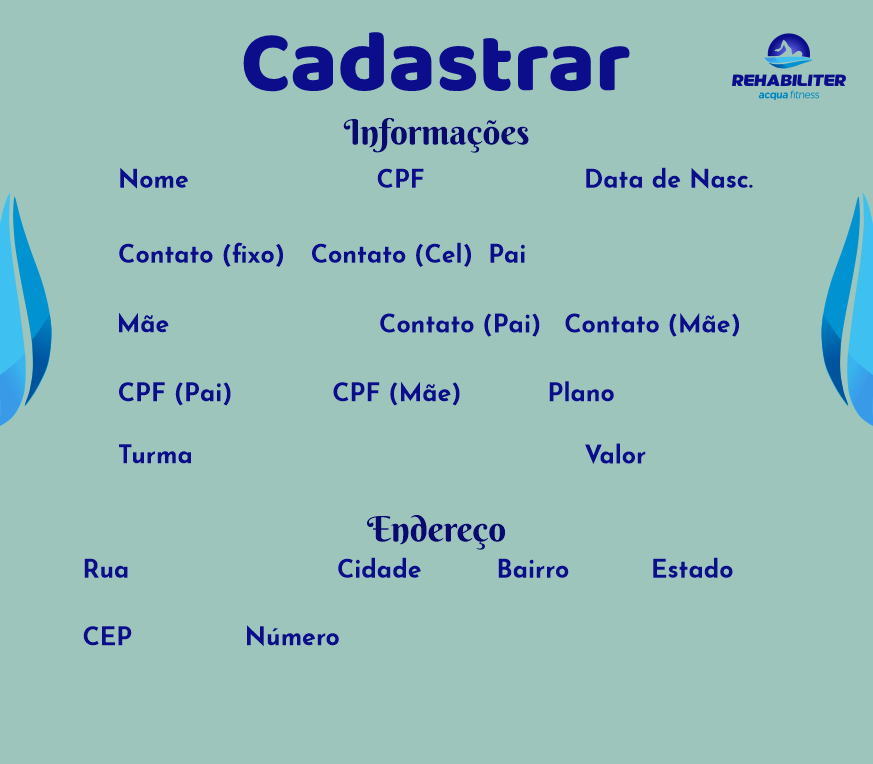 Cadastrar
REHABILITER
acqua fitness
Informações
Nome CPF Data de Nasc.
Contato (fixo) Contato (Cel) Pai
Mãe Contato (Pai) Contato (Mãe)
CPF (Pai) CPF (Mãe) Plano
Turma Valor
Endereço
Rua Cidade Bairro Estado
CEP Número